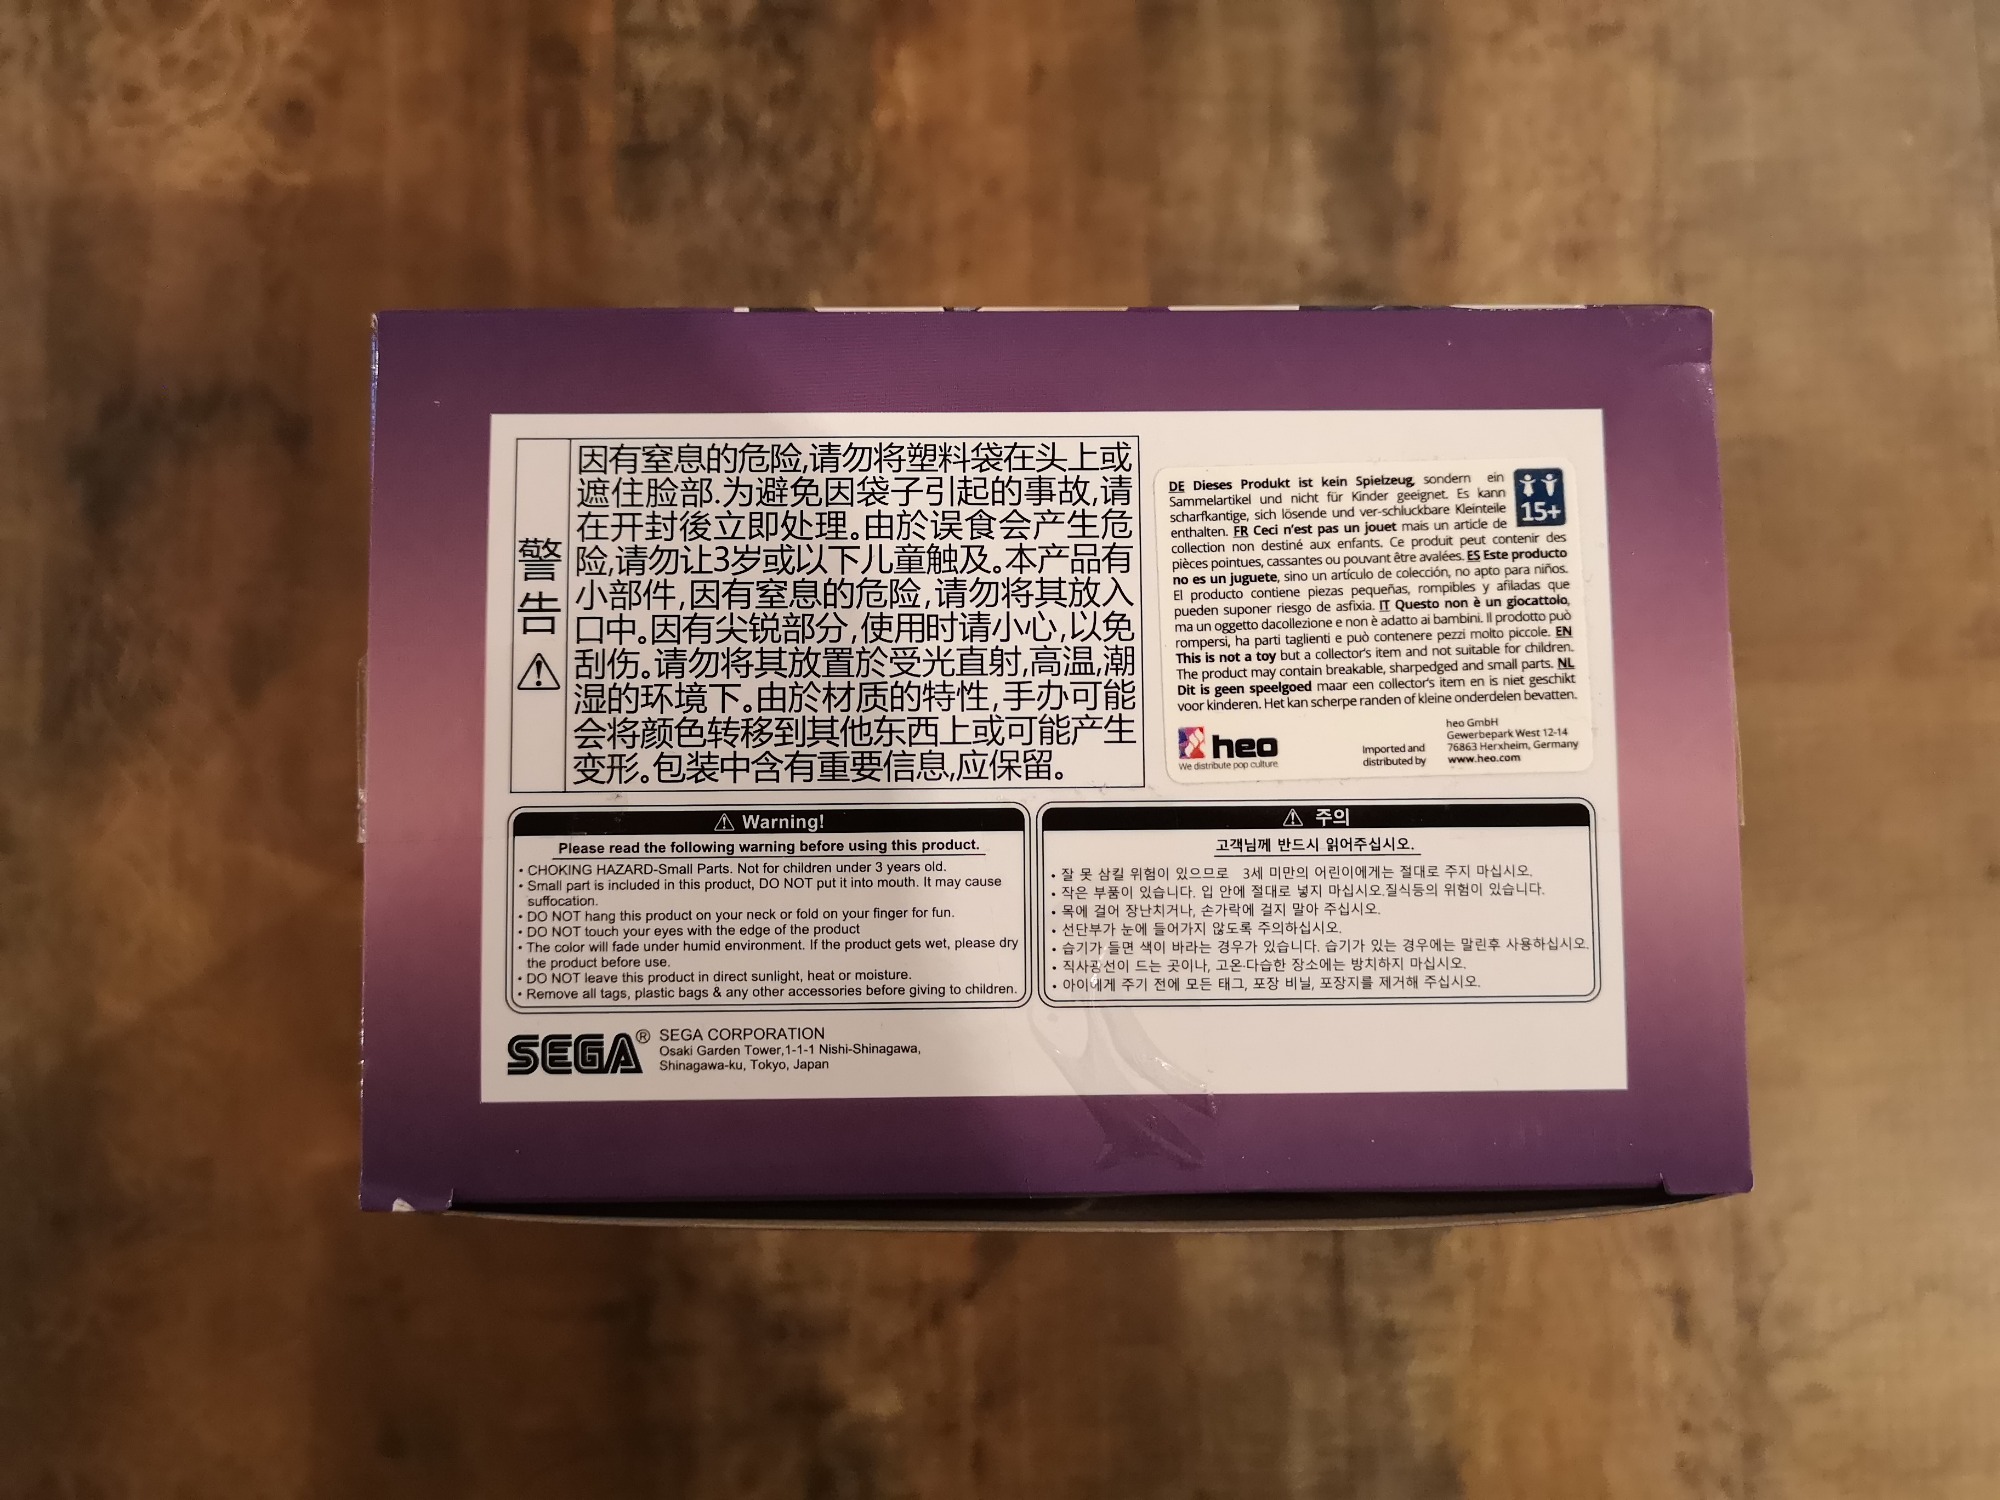 警告
因有窒息的危险,请勿将塑料袋在头上或
遮住脸部.为避免因袋子引起的事故,请
在开封後立即处理。由於误食会产生危
险,请勿让3岁或以下儿童触及。本产品有
小部件,因有窒息的危险,请勿将其放入
口中。因有尖锐部分,使用时请小心,以免
刮伤。请勿将其放置於受光直射,高温,潮
湿的环境下。由於材质的特性,手办可能
会将颜色转移到其他东西上或可能产生
变形。包装中含有重要信息,应保留。
DE Dieses Produkt ist kein Spielzeug, sondern ein
Sammelartikel und nicht für Kinder geeignet. Es kann
scharfkantige, sich lösende und ver-schluckbare Kleinteile
enthalten. FR Ceci n'est pas un jouet mais un article de
collection non destiné aux enfants. Ce produit peut contenir des
pièces pointues, cassantes ou pouvant être avalées. ES Este producto
no es un juguete, sino un artículo de colección, no apto para niños.
El producto contiene piezas pequeñas, rompibles y afiladas que
pueden suponer riesgo de asfixia. IT Questo non è un giocattolo,
ma un oggetto dacollezione e non è adatto ai bambini. Il prodotto può
rompersi, ha parti taglienti e può contenere pezzi molto piccole. EN
This is not a toy but a collector's item and not suitable for children.
The product may contain breakable, sharpedged and small parts. NL
Dit is geen speelgoed maar een collector's item en is niet geschikt
voor kinderen. Het kan scherpe randen of kleine onderdelen bevatten.
15+
heo
We distribute pop culture
Imported and
distributed by
heo GmbH
Gewerbepark West 12-14
76863 Herxheim, Germany
www.heo.com
Warning!
Please read the following warning before using this product.
• CHOKING HAZARD-Small Parts. Not for children under 3 years old.
• Small part is included in this product, DO NOT put it into mouth. It may cause
suffocation.
• DO NOT hang this product on your neck or fold on your finger for fun.
• DO NOT touch your eyes with the edge of the product
• The color will fade under humid environment. If the product gets wet, please dry
the product before use.
• DO NOT leave this product in direct sunlight, heat or moisture.
• Remove all tags, plastic bags & any other accessories before giving to children.
주의
고객님께 반드시 읽어주십시오.
• 잘 못 삼킬 위험이 있으므로 3세 미만의 어린이에게는 절대로 주지 마십시오.
• 작은 부품이 있습니다. 입 안에 절대로 넣지 마십시오.질식등의 위험이 있습니다.
• 목에 걸어 장난치거나, 손가락에 걸지 말아 주십시오.
• 선단부가 눈에 들어가지 않도록 주의하십시오.
• 습기가 들면 색이 바라는 경우가 있습니다. 습기가 있는 경우에는 말린후 사용하십시오.
• 직사광선이 드는 곳이나, 고온·다습한 장소에는 방치하지 마십시오.
• 아이에게 주기 전에 모든 태그, 포장 비닐, 포장지를 제거해 주십시오.
SEGA®
SEGA CORPORATION
Osaki Garden Tower,1-1-1 Nishi-Shinagawa,
Shinagawa-ku, Tokyo, Japan